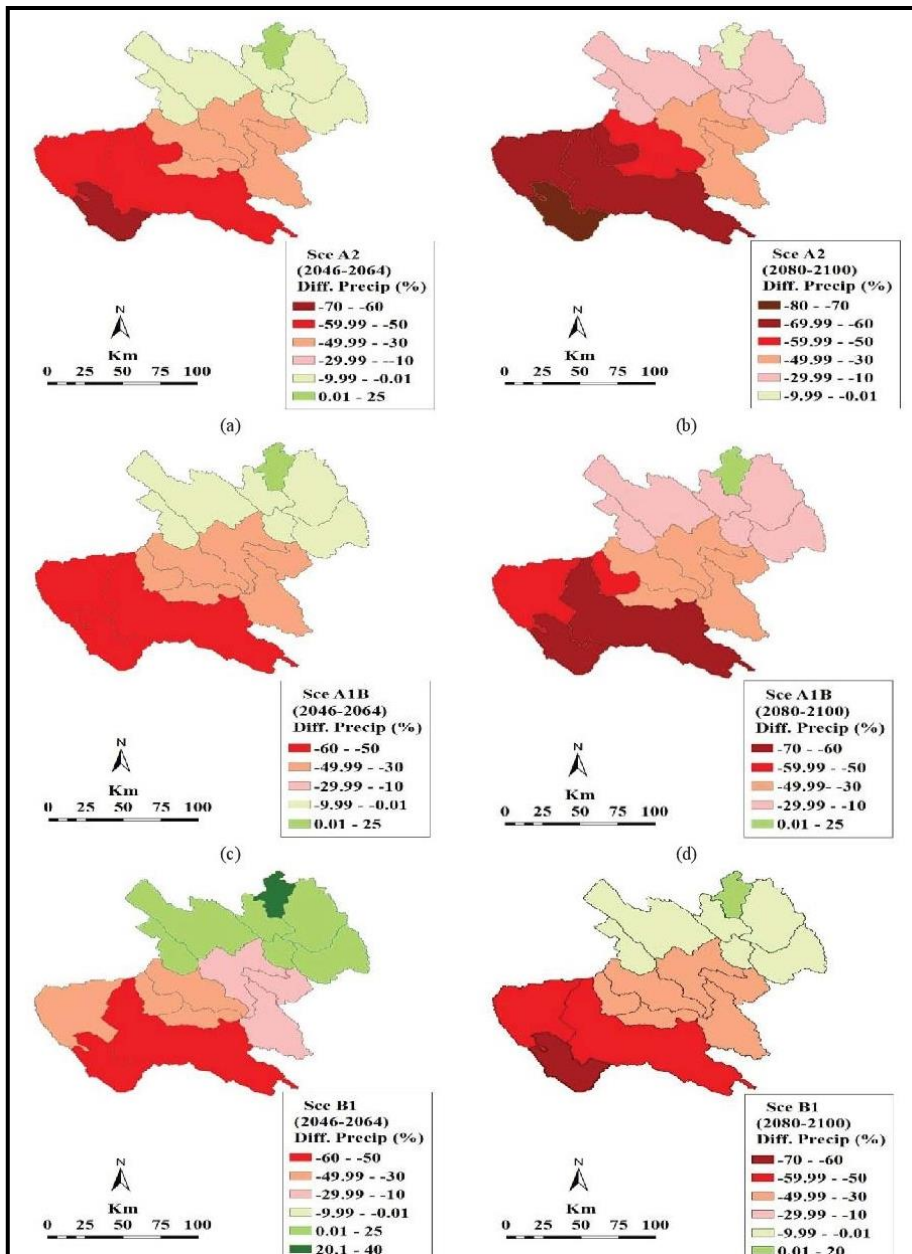 Sce A2
(2046-2064)
Diff. Precip (%)
-70 - -60
-59.99 - -50
-49.99 - -30
-29.99 - -10
-9.99 - -0.01
0.01 - 25
N
Km
0 25 50 75 100
(a)
Sce A2
(2080-2100)
Diff. Precip (%)
-80 - -70
-69.99 - -60
-59.99 - -50
-49.99 - -30
-29.99 - -10
-9.99 - -0.01
N
Km
0 25 50 75 100
(b)
Sce A1B
(2046-2064)
Diff. Precip (%)
-60 - -50
-49.99 - -30
-29.99 - -10
-9.99 - -0.01
0.01 - 25
N
Km
0 25 50 75 100
(c)
Sce A1B
(2080-2100)
Diff. Precip (%)
-70 - -60
-59.99 - -50
-49.99 - -30
-29.99 - -10
0.01 - 25
N
Km
0 25 50 75 100
(d)
Sce B1
(2046-2064)
Diff. Precip (%)
-60 - -50
-49.99 - -30
-29.99 - -10
-9.99 - -0.01
0.01 - 25
20.1 - 40
N
Km
0 25 50 75 100
Sce B1
(2080-2100)
Diff. Precip (%)
-70 - -60
-59.99 - -50
-49.99 - -30
-29.99 - -10
-9.99 - -0.01
0.01 - 20
N
Km
0 25 50 75 100